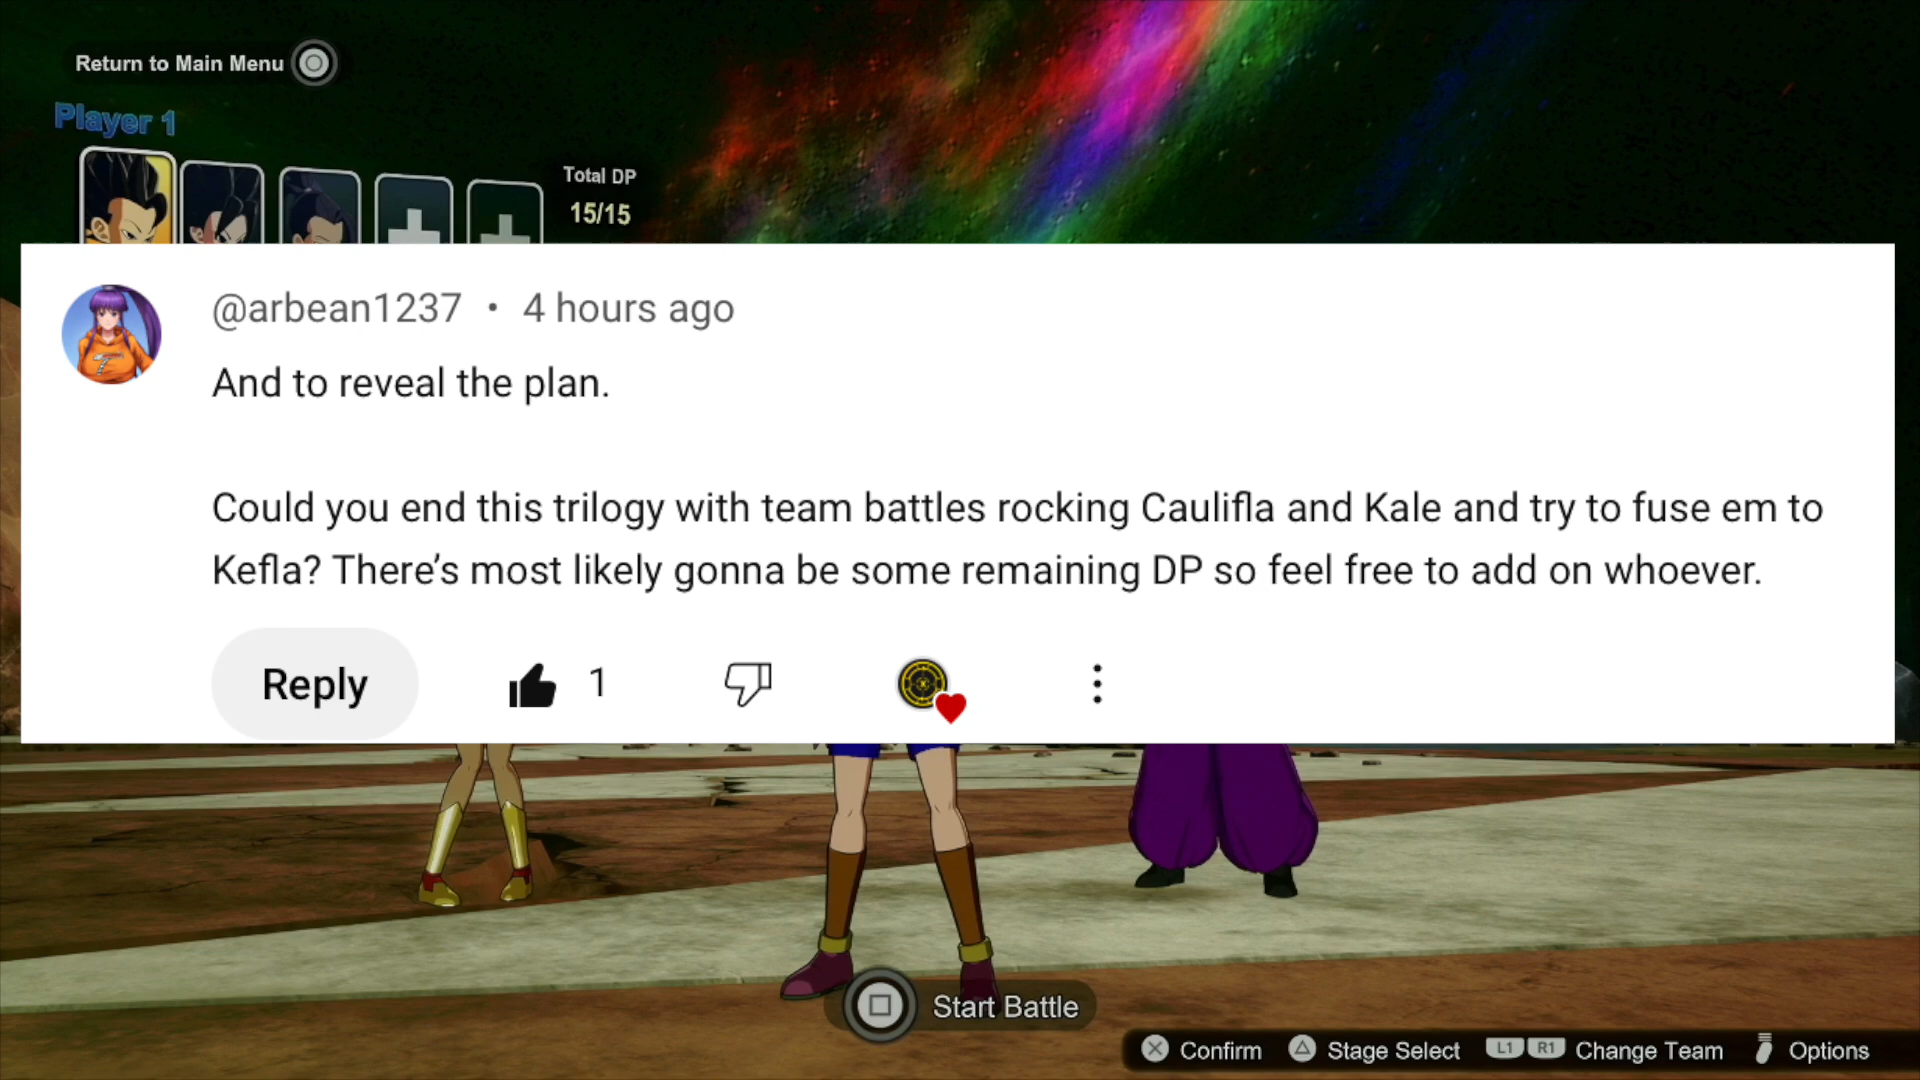 Return to Main Menu
Player 1
Total DP
15/15
@arbean1237 • 4 hours ago
And to reveal the plan.
Could you end this trilogy with team battles rocking Caulifla and Kale and try to fuse em to
Kefla? There's most likely gonna be some remaining DP so feel free to add on whoever.
Reply 1
Start Battle
Confirm Stage Select L1 R1 Change Team Options